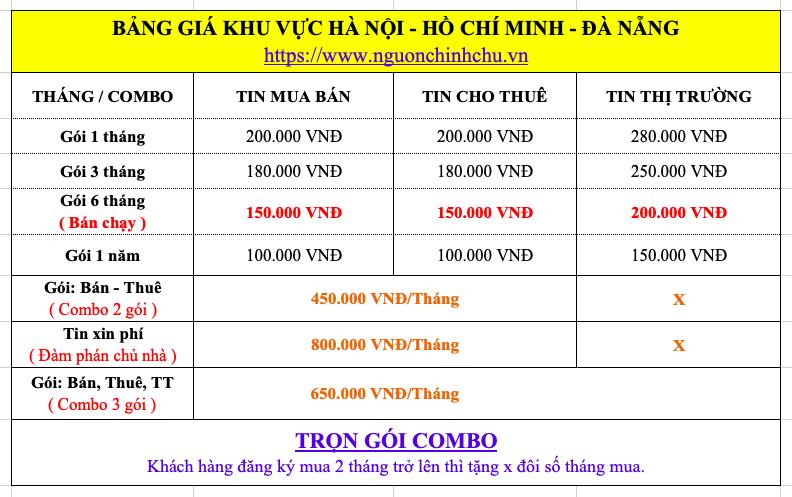 BẢNG GIÁ KHU VỰC HÀ NỘI - HỒ CHÍ MINH - ĐÀ NẴNG
https://www.nguonchinhchu.vn
THÁNG / COMBO TIN MUA BÁN TIN CHO THUÊ TIN THỊ TRƯỜNG
Gói 1 tháng 200.000 VNĐ 200.000 VNĐ 280.000 VNĐ
Gói 3 tháng 180.000 VNĐ 180.000 VNĐ 250.000 VNĐ
Gói 6 tháng
( Bán chạy ) 150.000 VNĐ 150.000 VNĐ 200.000 VNĐ
Gói 1 năm 100.000 VNĐ 100.000 VNĐ 150.000 VNĐ
Gói: Bán - Thuê
( Combo 2 gói ) 450.000 VNĐ/Tháng X
Tin xin phí
( Đàm phán chủ nhà ) 800.000 VNĐ/Tháng X
Gói: Bán, Thuê, TT
( Combo 3 gói ) 650.000 VNĐ/Tháng
TRỌN GÓI COMBO
Khách hàng đăng ký mua 2 tháng trở lên thì tặng x đôi số tháng mua.